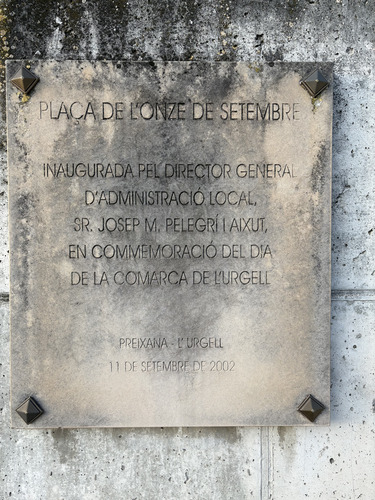 PLAÇA DE L'ONZE DE SETEMBRE
INAUGURADA PEL DIRECTOR GENERAL
D'ADMINISTRACIÓ LOCAL,
SR. JOSEP M. PELEGRÍ I AIXUT,
EN COMMEMORACIÓ DEL DIA
DE LA COMARCA DE L'URGELL
PREIXANA - L'URGELL
11 DE SETEMBRE DE 2002